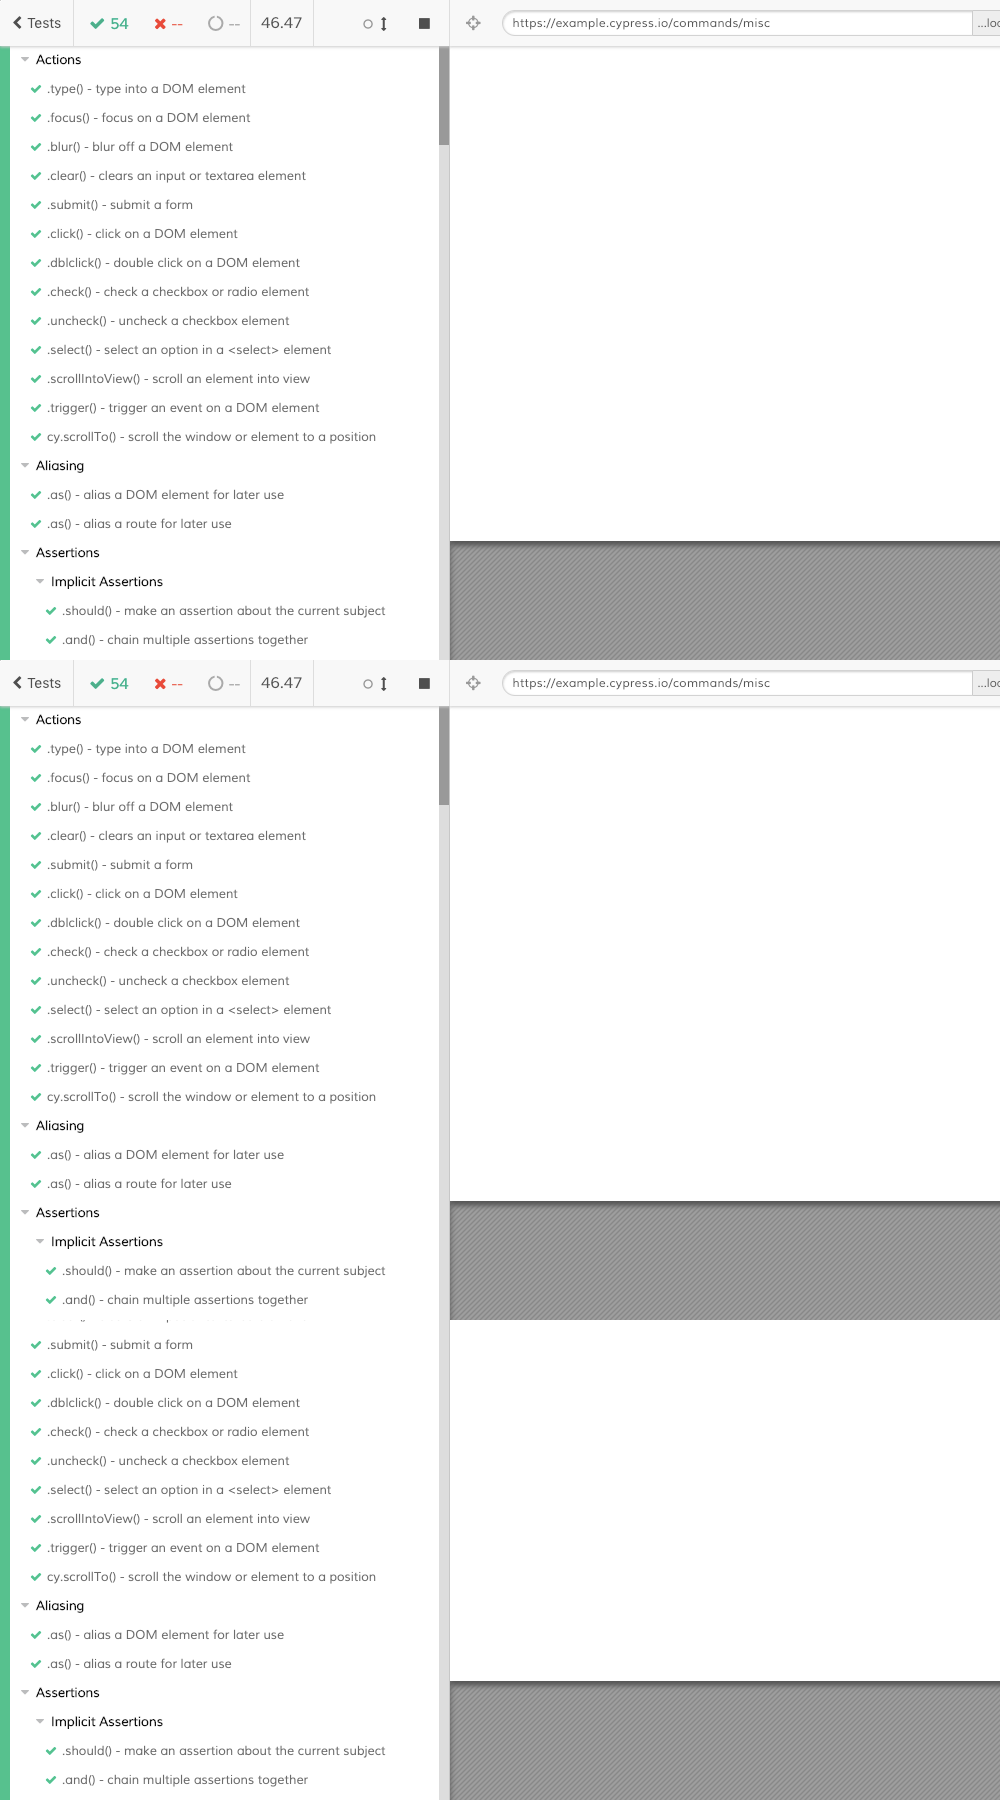 Tests 54 -- -- 46.47 https://example.cypress.io/commands/misc ...loc
Actions
.type() - type into a DOM element
.focus() - focus on a DOM element
.blur() - blur off a DOM element
.clear() - clears an input or textarea element
.submit() - submit a form
.click() - click on a DOM element
.dblclick() - double click on a DOM element
.check() - check a checkbox or radio element
.uncheck() - uncheck a checkbox element
.select() - select an option in a <select> element
.scrollIntoView() - scroll an element into view
.trigger() - trigger an event on a DOM element
cy.scrollTo() - scroll the window or element to a position
Aliasing
.as() - alias a DOM element for later use
.as() - alias a route for later use
Assertions
Implicit Assertions
.should() - make an assertion about the current subject
.and() - chain multiple assertions together
Tests 54 -- -- 46.47 https://example.cypress.io/commands/misc ...loc
Actions
.type() - type into a DOM element
.focus() - focus on a DOM element
.blur() - blur off a DOM element
.clear() - clears an input or textarea element
.submit() - submit a form
.click() - click on a DOM element
.dblclick() - double click on a DOM element
.check() - check a checkbox or radio element
.uncheck() - uncheck a checkbox element
.select() - select an option in a <select> element
.scrollIntoView() - scroll an element into view
.trigger() - trigger an event on a DOM element
cy.scrollTo() - scroll the window or element to a position
Aliasing
.as() - alias a DOM element for later use
.as() - alias a route for later use
Assertions
Implicit Assertions
.should() - make an assertion about the current subject
.and() - chain multiple assertions together
.submit() - submit a form
.click() - click on a DOM element
.dblclick() - double click on a DOM element
.check() - check a checkbox or radio element
.uncheck() - uncheck a checkbox element
.select() - select an option in a <select> element
.scrollIntoView() - scroll an element into view
.trigger() - trigger an event on a DOM element
cy.scrollTo() - scroll the window or element to a position
Aliasing
.as() - alias a DOM element for later use
.as() - alias a route for later use
Assertions
Implicit Assertions
.should() - make an assertion about the current subject
.and() - chain multiple assertions together